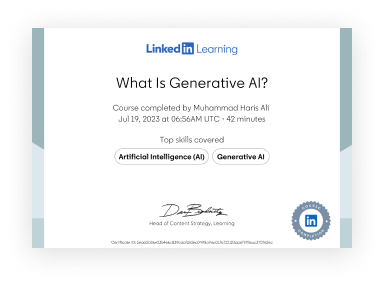 LinkedIn Learning
What Is Generative AI?
Course completed by Muhammad Haris Ali
Jul 19, 2023 at 06:56AM UTC · 42 minutes
Top skills covered
Artificial Intelligence (AI) Generative AI
Head of Content Strategy, Learning
in
Certificate ID: